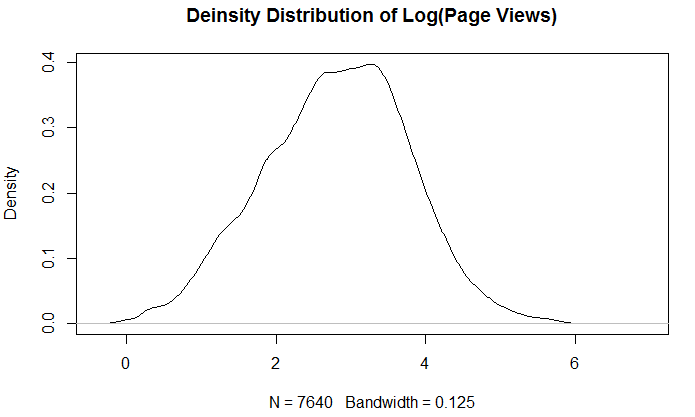 Deinsity Distribution of Log(Page Views)
Density
0.4
0.3
0.2
0.1
0.0
0 2 4 6
N = 7640 Bandwidth = 0.125